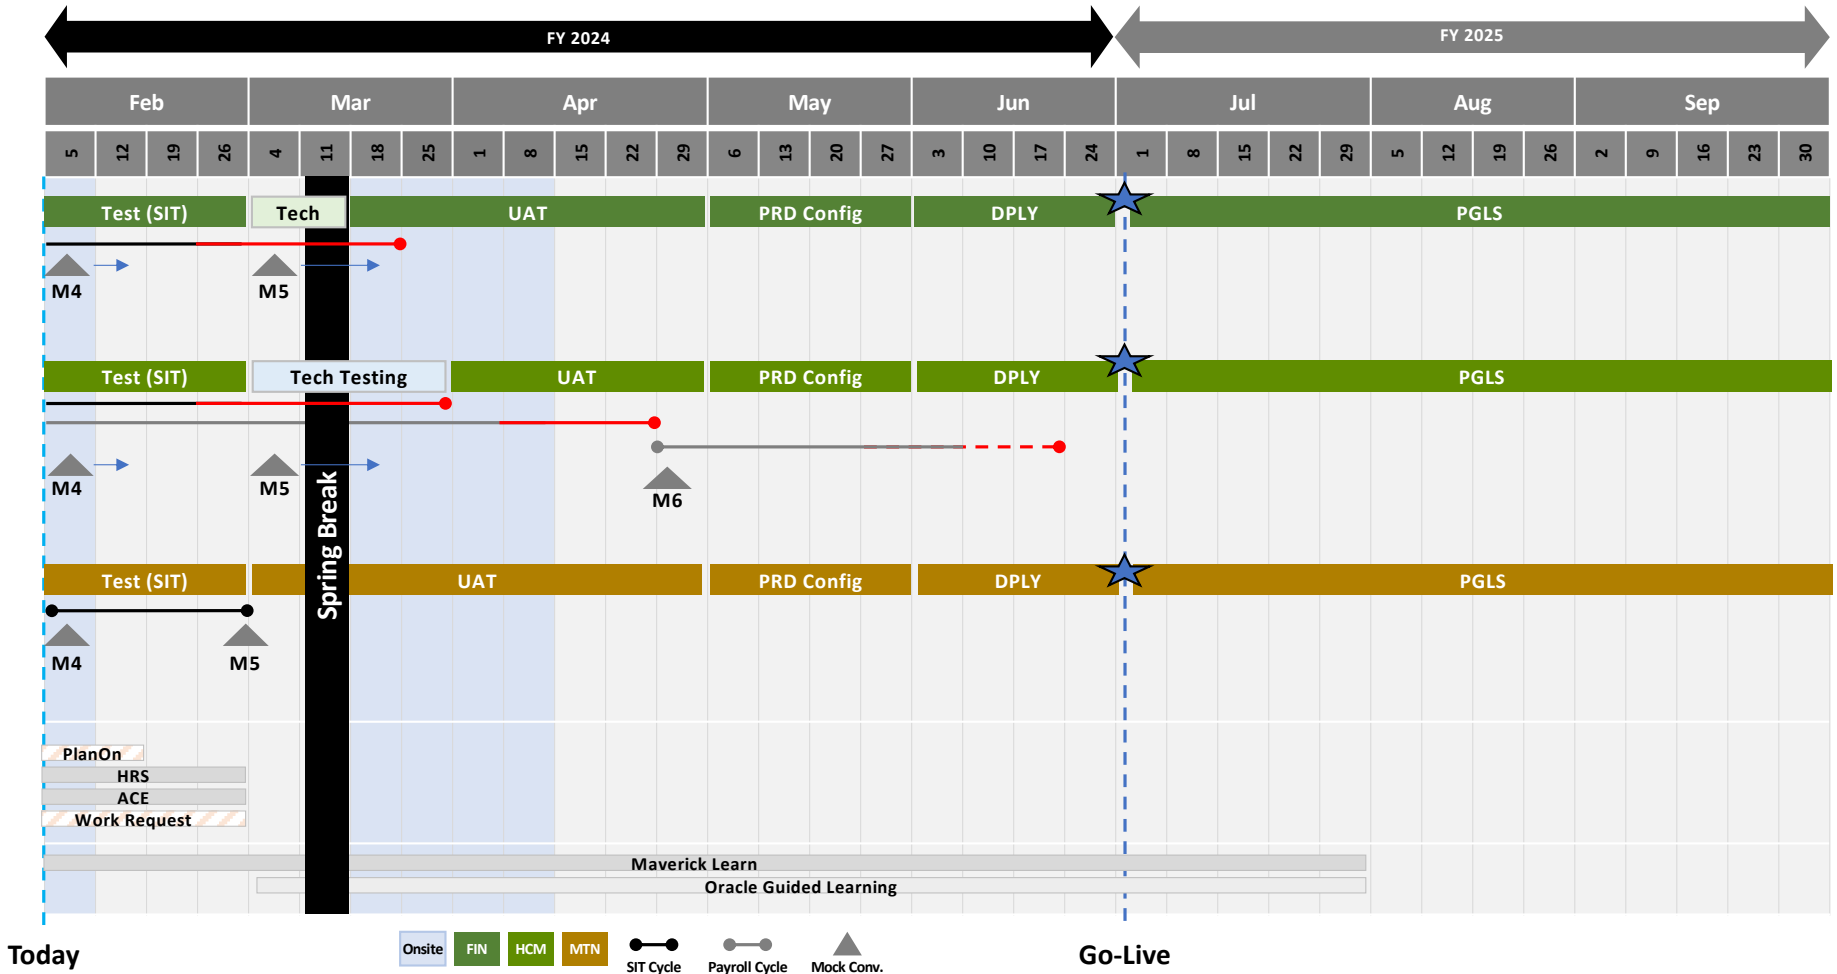 FY 2024 FY 2025
Feb Mar Apr May Jun Jul Aug Sep
5 12 19 26 4 11 18 25 1 8 15 22 29 6 13 20 27 3 10 17 24 1 8 15 22 29 5 12 19 26 2 9 16 23 30
Test (SIT) Tech UAT PRD Config DPLY PGLS
M4 M5
Test (SIT) Tech Testing UAT PRD Config DPLY PGLS
M4 M5 M6
Spring Break
Test (SIT) UAT PRD Config DPLY PGLS
M4 M5
PlanOn
HRS
ACE
Work Request
Maverick Learn
Oracle Guided Learning
Today Go-Live
Onsite FIN HCM MTN SIT Cycle Payroll Cycle Mock Conv.